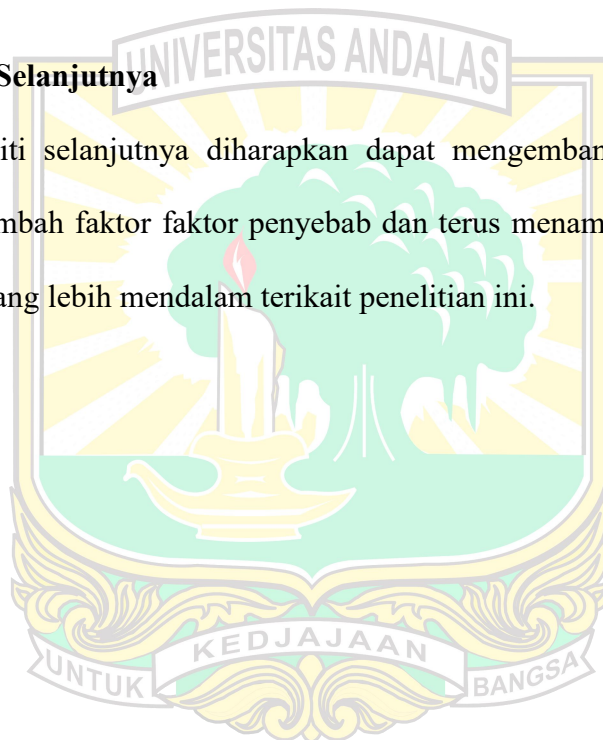 UNIVERSITAS ANDALAS
Selanjutnya
iti selanjutnya diharapkan dapat mengemban
mbah faktor faktor penyebab dan terus menam
ang lebih mendalam terikait penelitian ini.
UNTUK KEDJAJAAN BANGSA